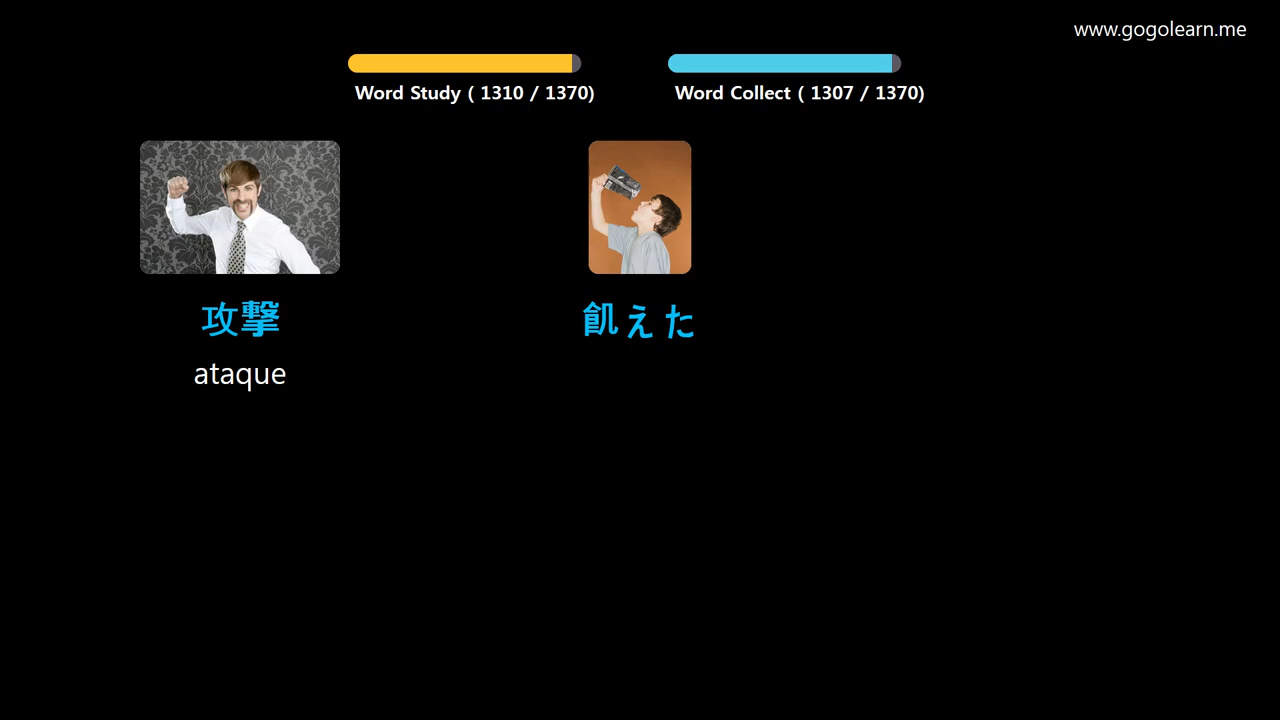 www.gogolearn.me
Word Study ( 1310 / 1370)
Word Collect ( 1307 / 1370)
攻撃
飢えた
ataque